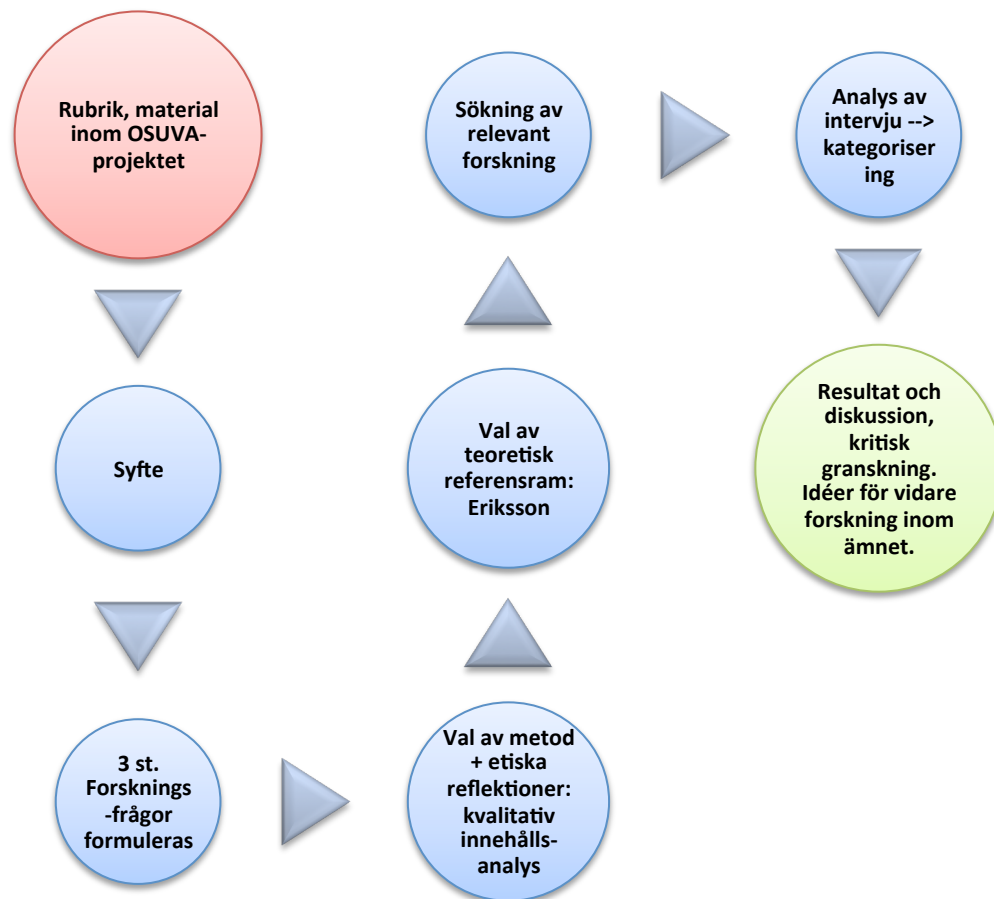 Rubrik, material
inom OSUVA-
projektet
Syfte
3 st.
Forsknings
-frågor
formuleras
Val av metod
+ etiska
reflektioner:
kvalitativ
innehålls-
analys
Val av
teoretisk
referensram:
Eriksson
Sökning av
relevant
forskning
Analys av
intervju -->
kategoriser
ing
Resultat och
diskussion,
kritisk
granskning.
Idéer för vidare
forskning inom
ämnet.